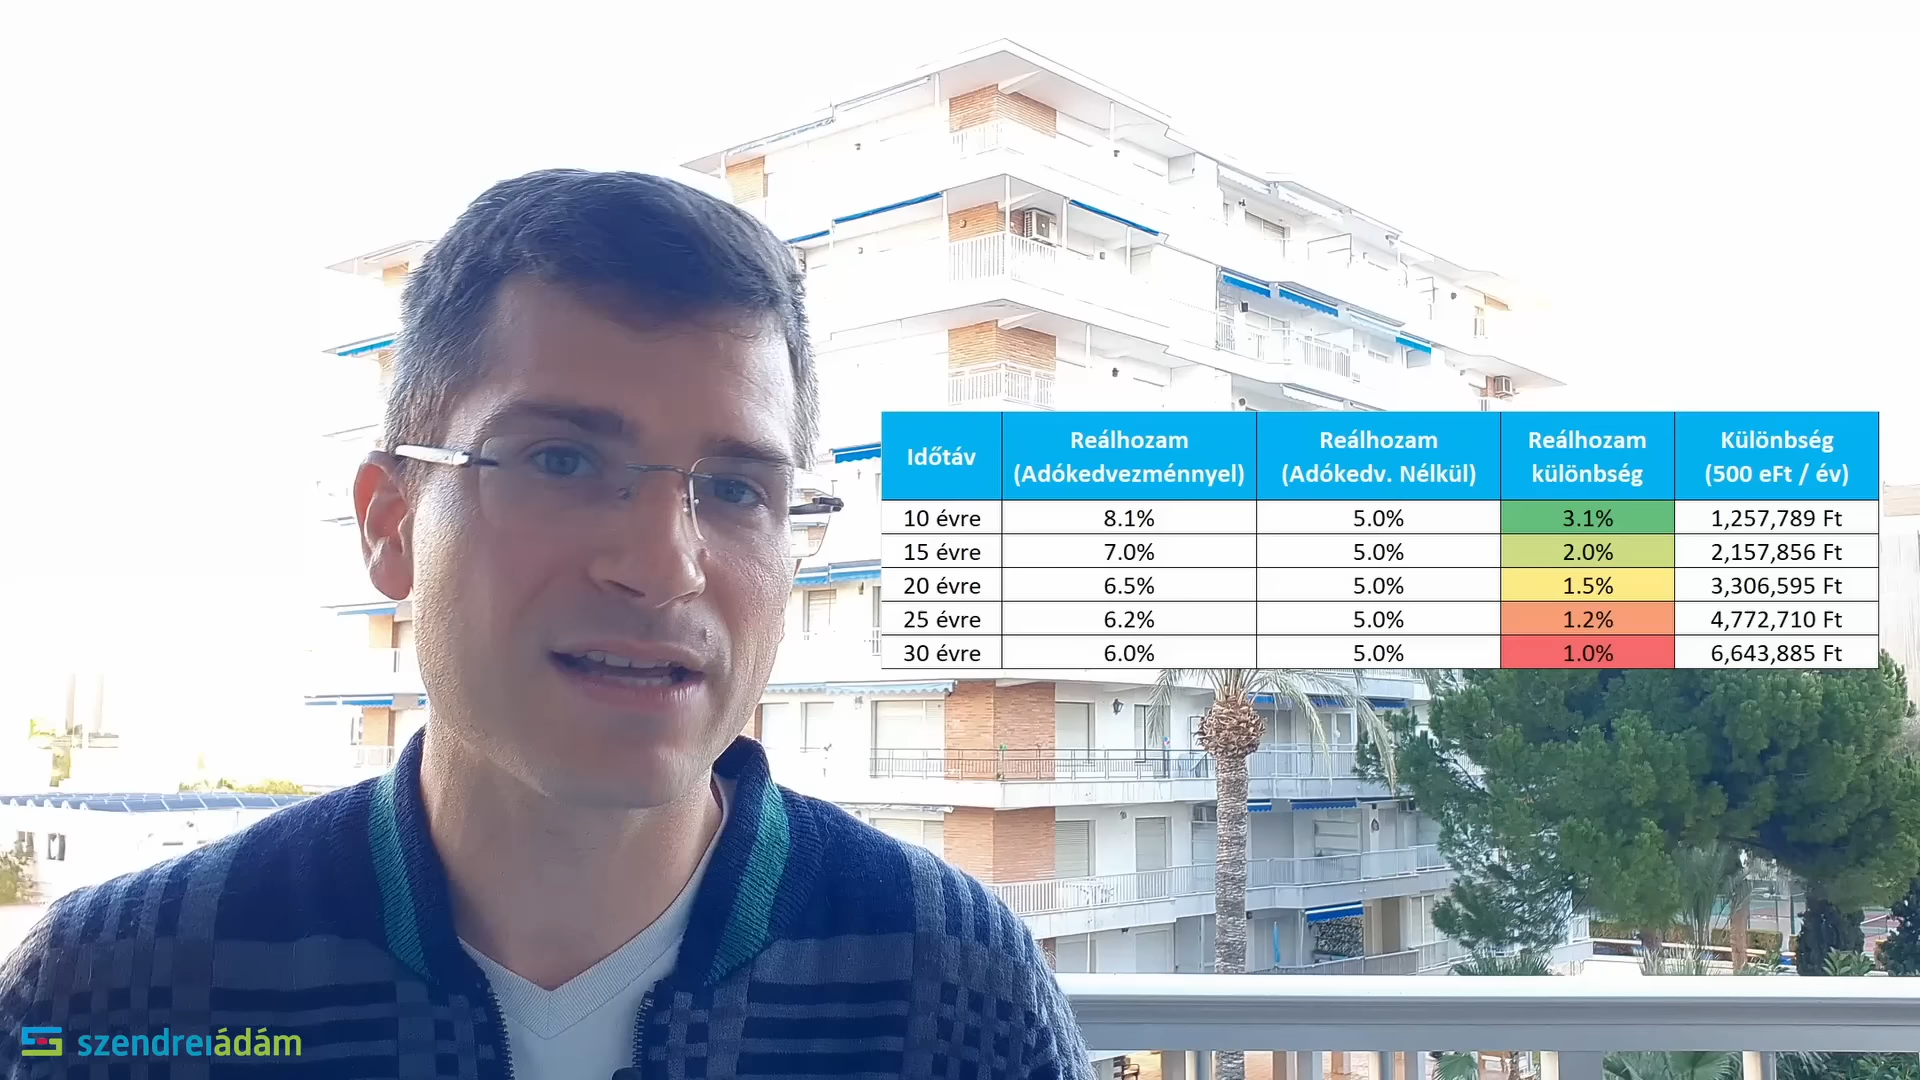 Időtáv
Reálhozam
(Adókedvezménnyel)
Reálhozam
(Adókedv. Nélkül)
Reálhozam
különbség
Különbség
(500 eFt / év)
10 évre 8.1% 5.0% 3.1% 1,257,789 Ft
15 évre 7.0% 5.0% 2.0% 2,157,856 Ft
20 évre 6.5% 5.0% 1.5% 3,306,595 Ft
25 évre 6.2% 5.0% 1.2% 4,772,710 Ft
30 évre 6.0% 5.0% 1.0% 6,643,885 Ft
szendreiádám